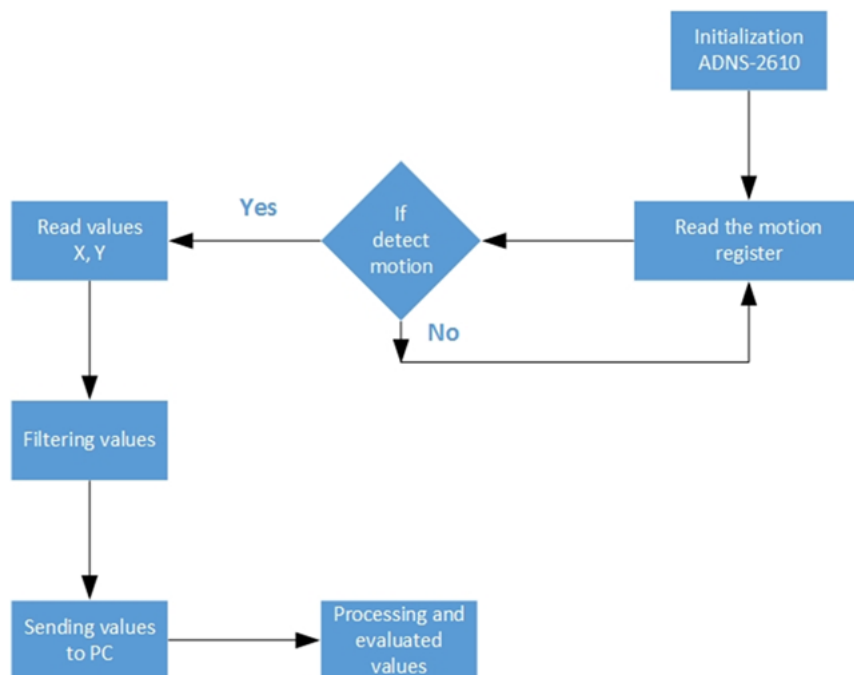 Initialization
ADNS-2610
Read the motion
register
If
detect
motion
Yes
No
Read values
X, Y
Filtering values
Sending values
to PC
Processing and
evaluated
values